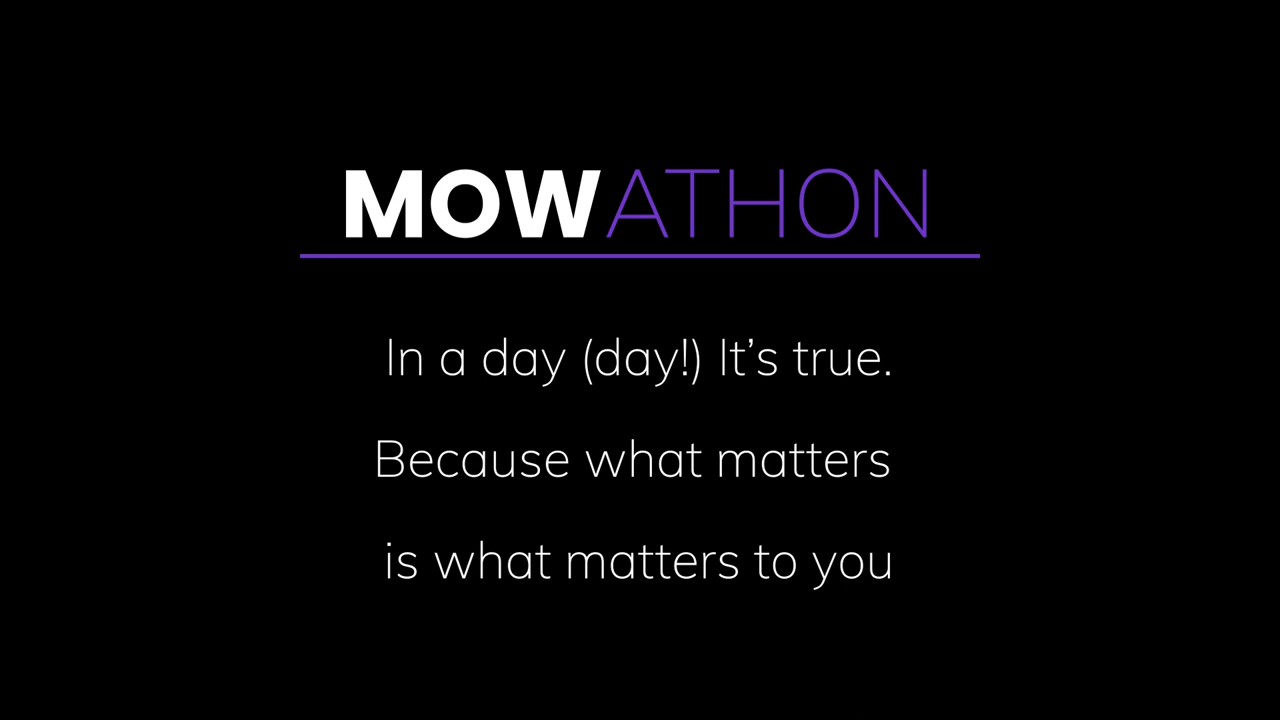 MOWATHON
In a day (day!) It’s true.
Because what matters
is what matters to you